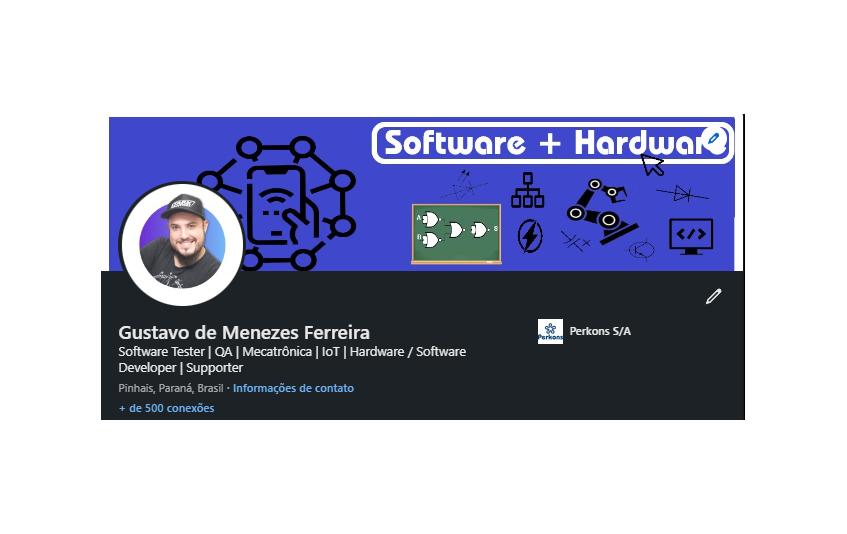 Software + Hardware
A
B
S
Gustavo de Menezes Ferreira
Software Tester | QA | Mecatrônica | IoT | Hardware / Software
Developer | Supporter
Pinhais, Paraná, Brasil · Informações de contato
+ de 500 conexões
Perkons
Perkons S/A